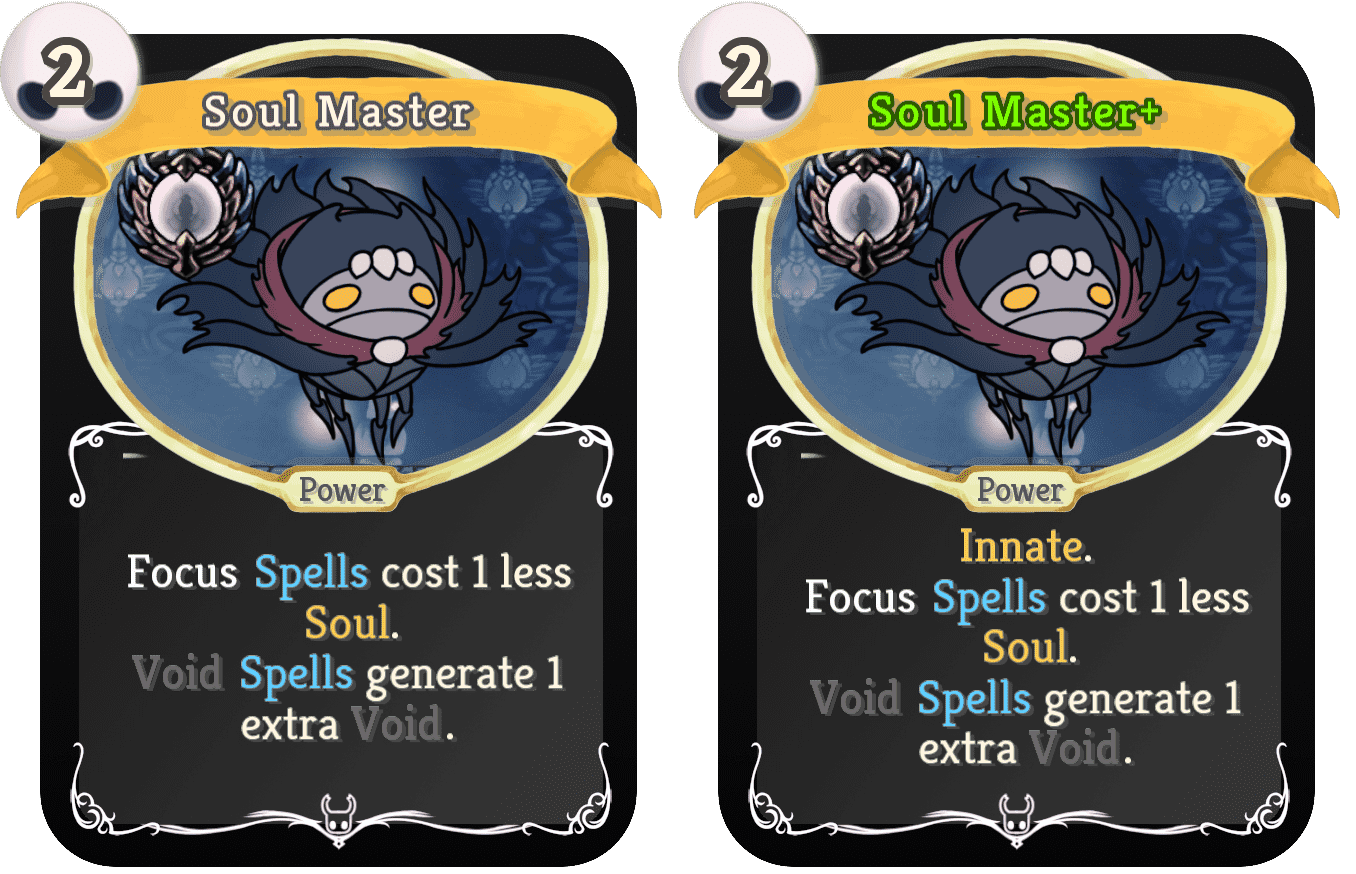 2
Soul Master
Power
Focus Spells cost 1 less
Soul.
Void Spells generate 1
extra Void.
2
Soul Master+
Power
Innate.
Focus Spells cost 1 less
Soul.
Void Spells generate 1
extra Void.